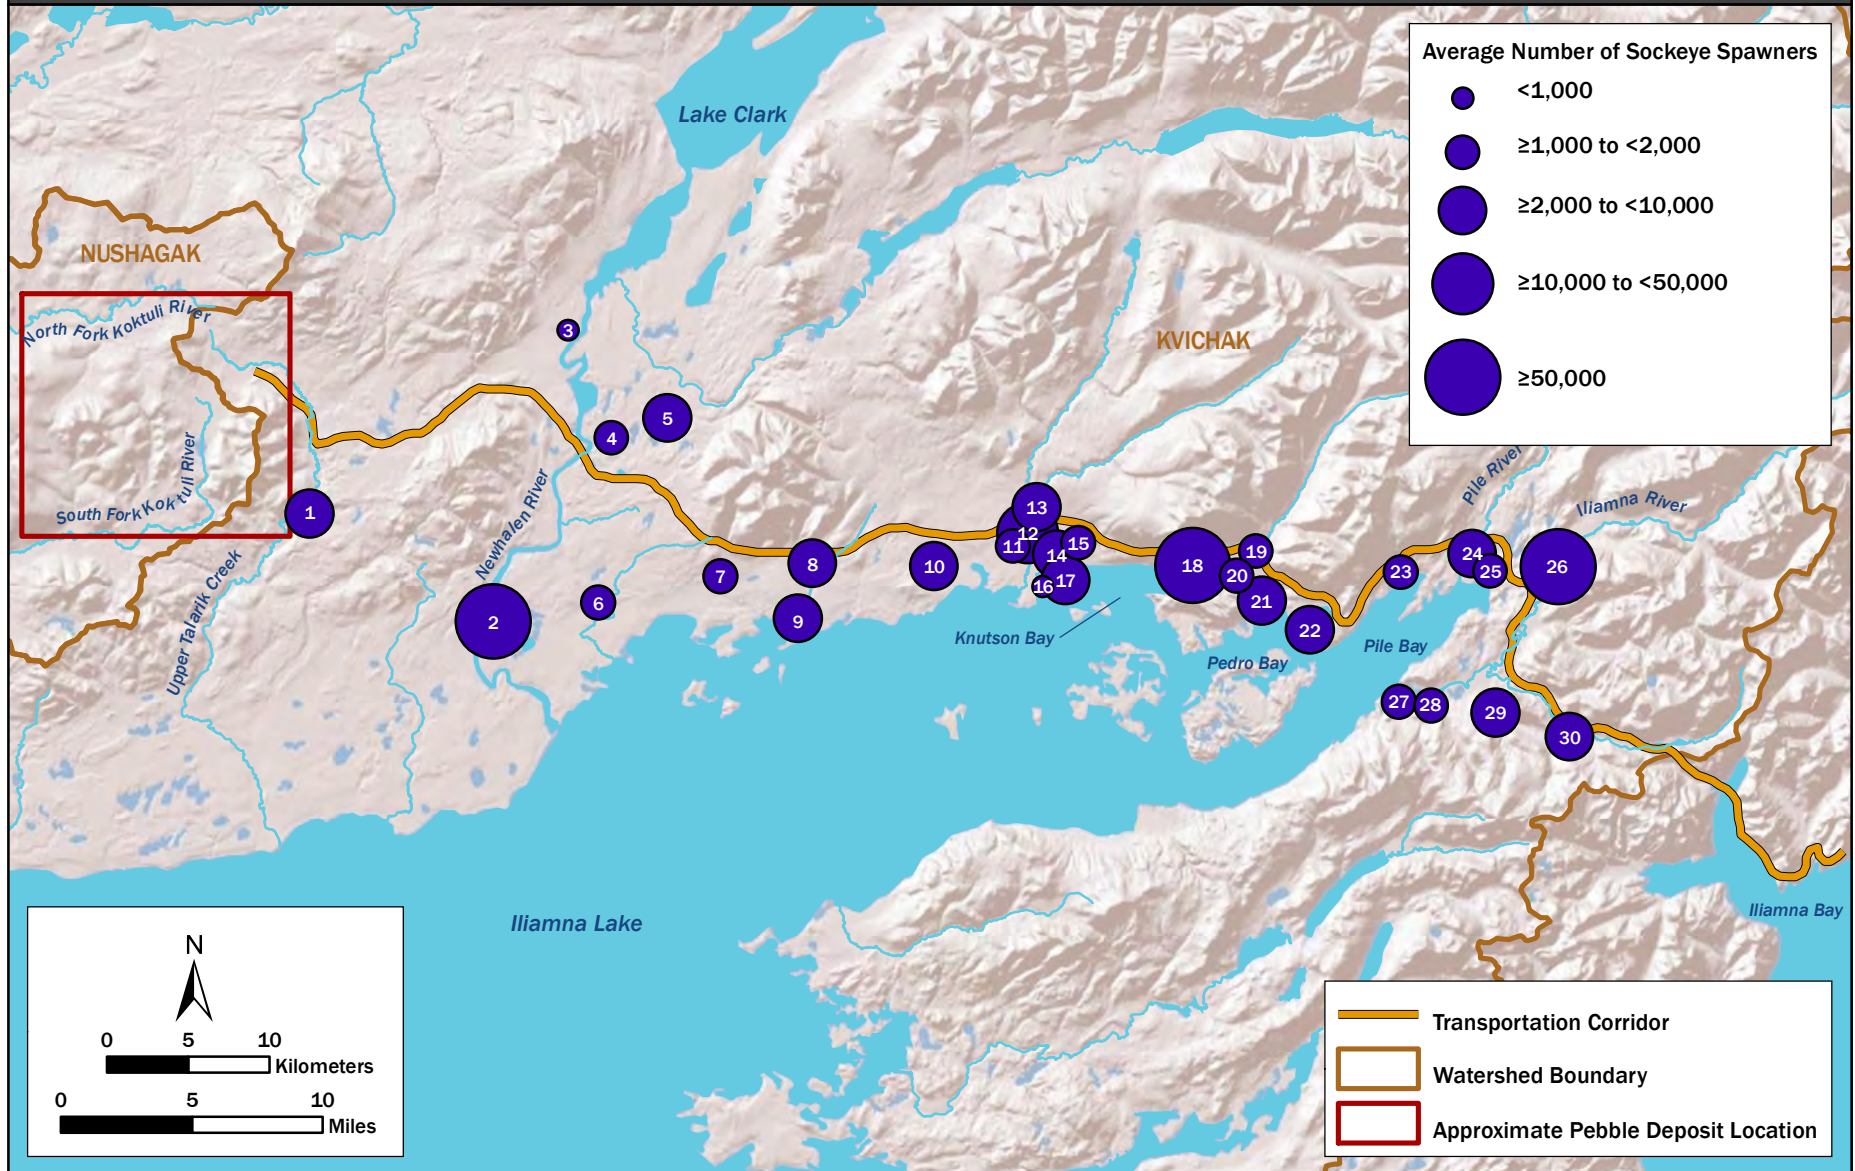 Average Number of Sockeye Spawners
<1,000
≥1,000 to <2,000
≥2,000 to <10,000
≥10,000 to <50,000
≥50,000
Lake Clark
NUSHAGAK
North Fork Koktuli River
KVICHAK
South Fork Koktuli River
Upper Talarik Creek
Newhalen River
Pile River
Iliamna River
Knutson Bay
Pedro Bay
Pile Bay
Iliamna Lake
Iliamna Bay
1
2
3
4
5
6
7
8
9
10
11
12
13
14
15
16
17
18
19
20
21
22
23
24
25
26
27
28
29
30
N
0 5 10
Kilometers
0 5 10
Miles
Transportation Corridor
Watershed Boundary
Approximate Pebble Deposit Location